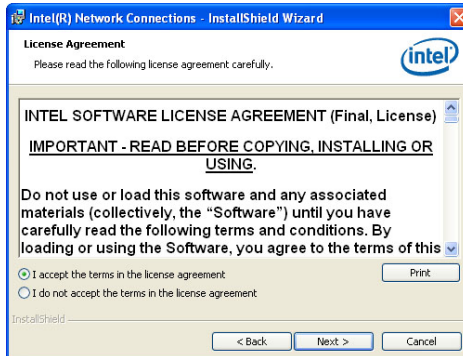 Intel(R) Network Connections - InstallShield Wizard
License Agreement
Please read the following license agreement carefully.
intel
INTEL SOFTWARE LICENSE AGREEMENT (Final, License)
IMPORTANT - READ BEFORE COPYING, INSTALLING OR
USING.
Do not use or load this software and any associated
materials (collectively, the “Software”) until you have
carefully read the following terms and conditions. By
loading or using the Software, you agree to the terms of this
I accept the terms in the license agreement
Print
I do not accept the terms in the license agreement
InstallShield
< Back
Next >
Cancel